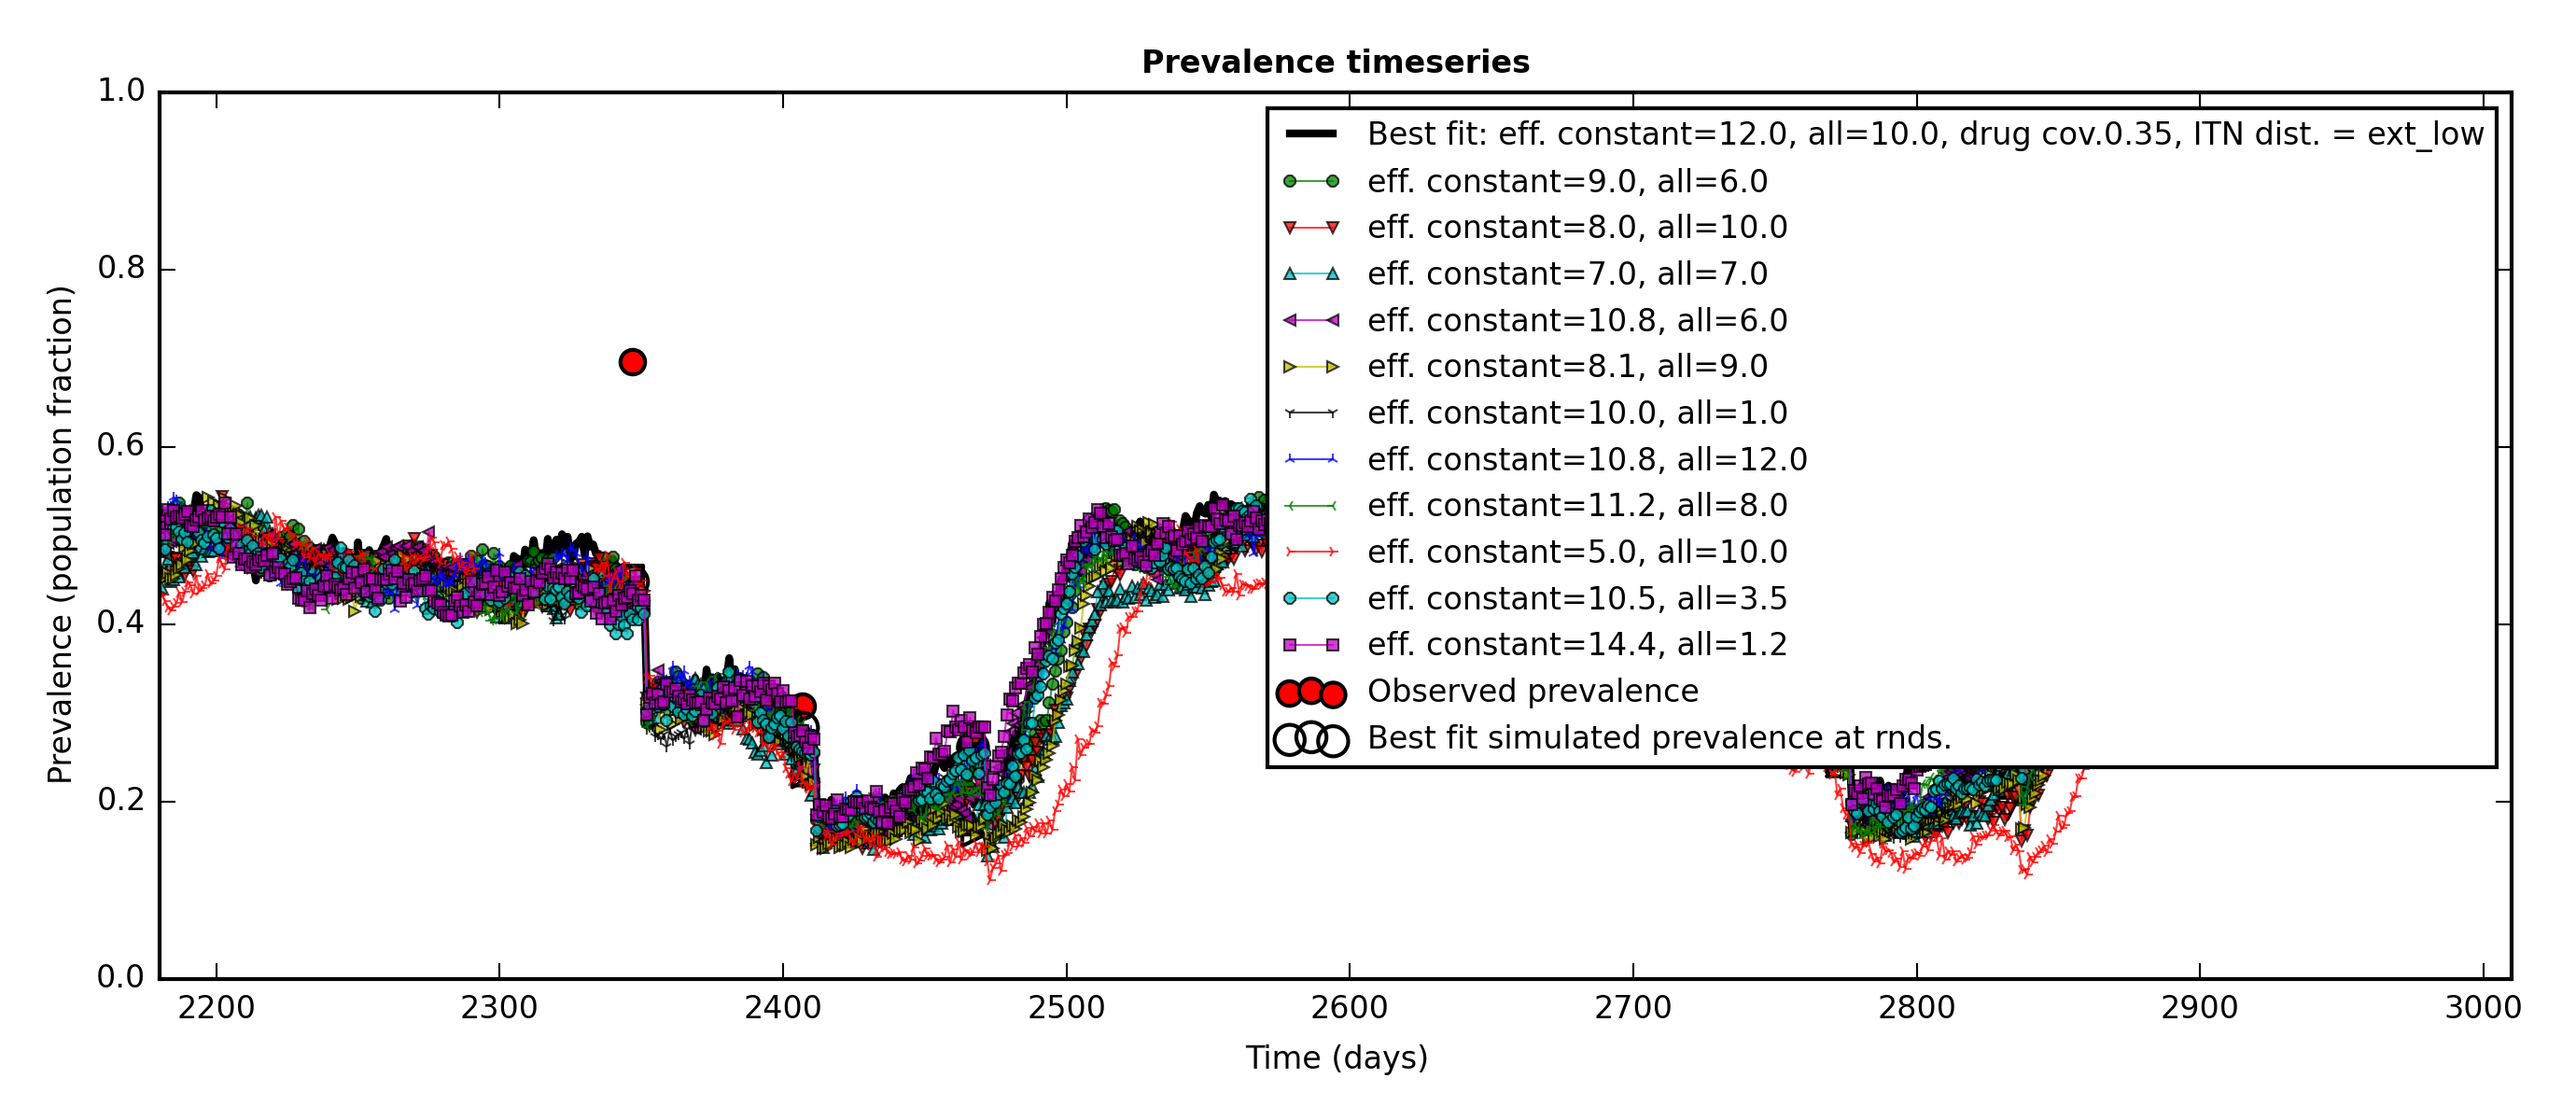 Prevalence timeseries
1.0
0.8
0.6
0.4
0.2
0.0
Prevalence (population fraction)
Best fit: eff. constant=12.0, all=10.0, drug cov.0.35, ITN dist. = ext_low
eff. constant=9.0, all=6.0
eff. constant=8.0, all=10.0
eff. constant=7.0, all=7.0
eff. constant=10.8, all=6.0
eff. constant=8.1, all=9.0
eff. constant=10.0, all=1.0
eff. constant=10.8, all=12.0
eff. constant=11.2, all=8.0
eff. constant=5.0, all=10.0
eff. constant=10.5, all=3.5
eff. constant=14.4, all=1.2
Observed prevalence
Best fit simulated prevalence at rnds.
2200 2300 2400 2500 2600 2700 2800 2900 3000
Time (days)